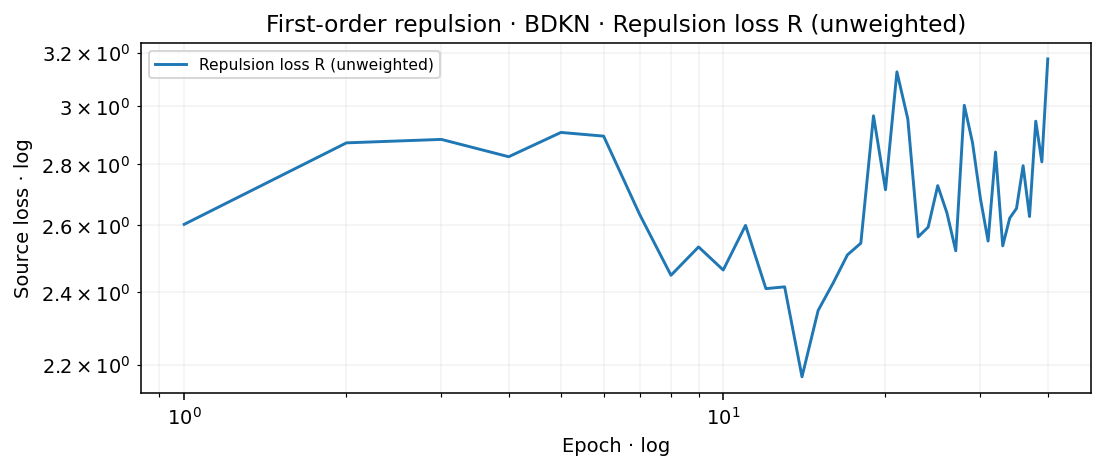 First-order repulsion · BDKN · Repulsion loss R (unweighted)
Repulsion loss R (unweighted)
Source loss · log
3.2 × 10⁰
3 × 10⁰
2.8 × 10⁰
2.6 × 10⁰
2.4 × 10⁰
2.2 × 10⁰
10⁰ 10¹
Epoch · log